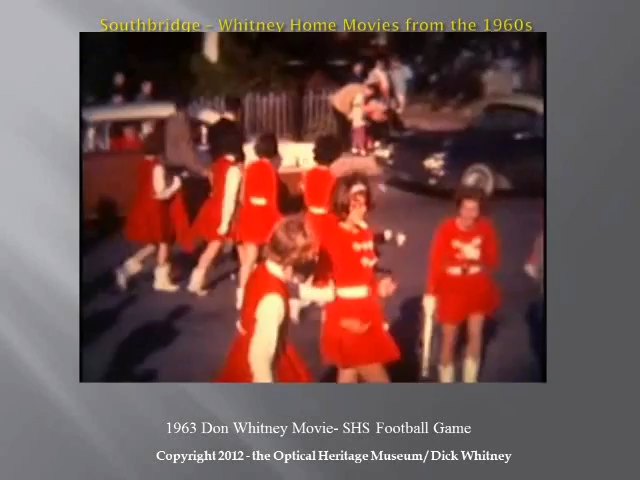 Southbridge - Whitney Home Movies from the 1960s
1963 Don Whitney Movie- SHS Football Game
Copyright 2012 - the Optical Heritage Museum/ Dick Whitney